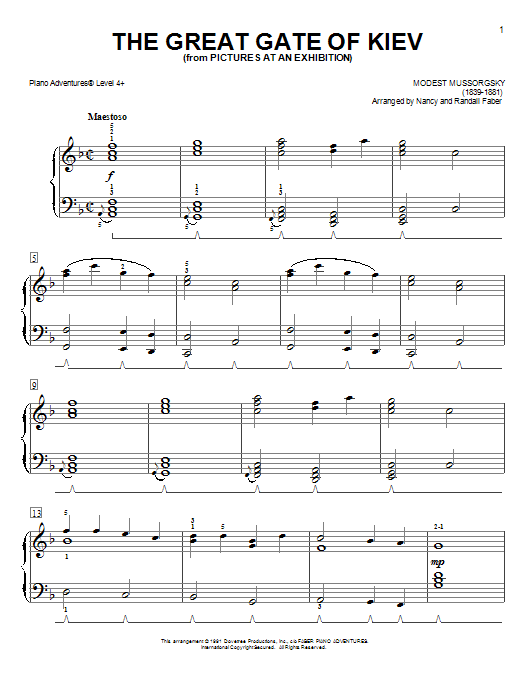 1
THE GREAT GATE OF KIEV
(from PICTURES AT AN EXHIBITION)
Piano Adventures® Level 4+
MODEST MUSSORGSKY
(1839-1881)
Arranged by Nancy and Randall Faber
Maestoso
f
5
9
13
2-1
mp
This arrangement © 1991 Dovetree Productions, Inc., c/o FABER PIANO ADVENTURES.
International Copyright Secured. All Rights Reserved.